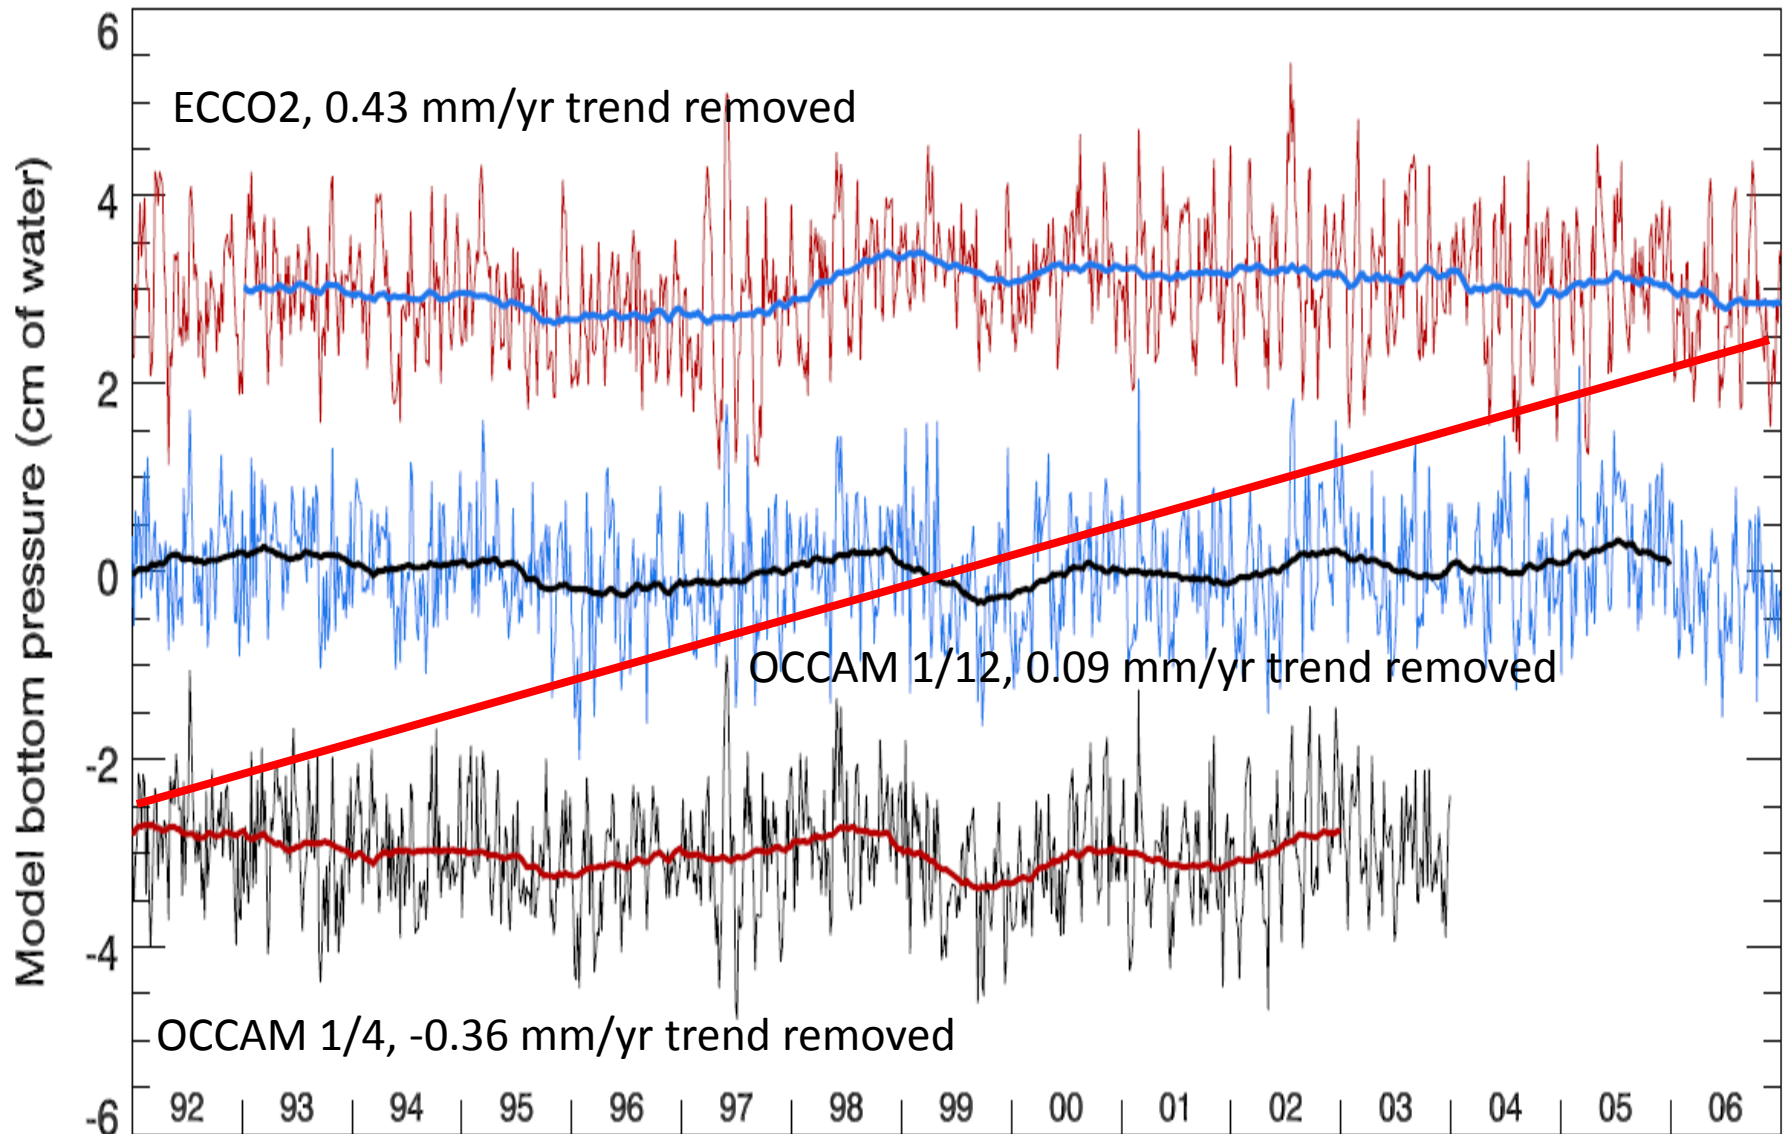 Model bottom pressure (cm of water)
6
4
2
0
-2
-4
-6
ECCO2, 0.43 mm/yr trend removed
OCCAM 1/12, 0.09 mm/yr trend removed
OCCAM 1/4, -0.36 mm/yr trend removed
92 93 94 95 96 97 98 99 00 01 02 03 04 05 06